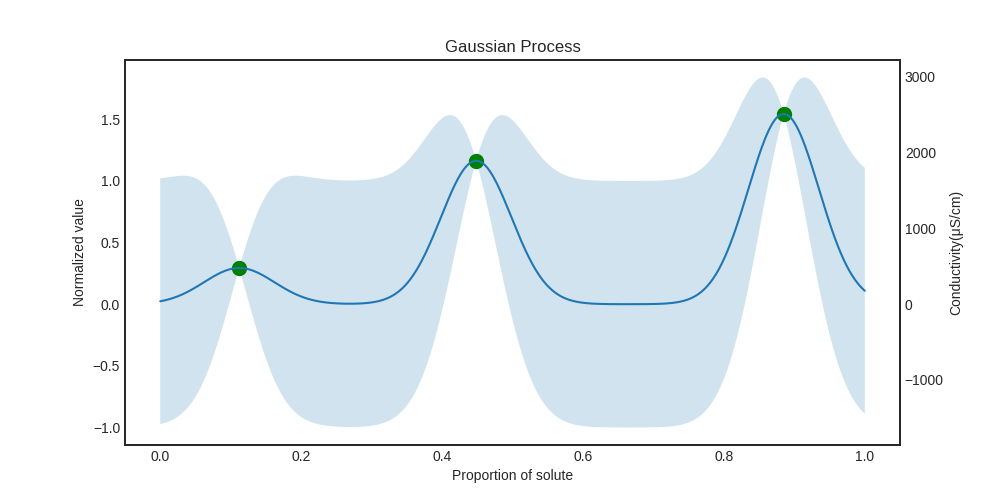 Gaussian Process
Normalized value
1.5
1.0
0.5
0.0
−0.5
−1.0
3000
2000
1000
0
−1000
Conductivity(μS/cm)
0.0 0.2 0.4 0.6 0.8 1.0
Proportion of solute